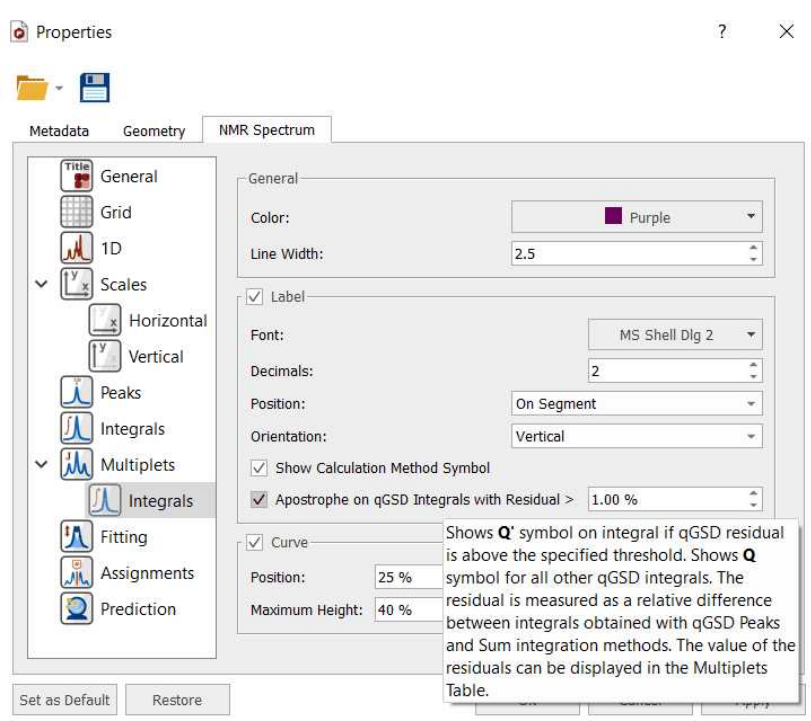 Properties
?
Metadata
Geometry
NMR Spectrum
Title
General
Grid
1D
y
x
Scales
x
Horizontal
y
Vertical
Peaks
Integrals
Multiplets
Integrals
Fitting
Assignments
Prediction
General
Color:
Purple
Line Width:
2.5
Label
Font:
MS Shell Dlg 2
Decimals:
2
Position:
On Segment
Orientation:
Vertical
Show Calculation Method Symbol
Apostrophe on qGSD Integrals with Residual >
1.00 %
Curve
Position:
25 %
Maximum Height:
40 %
Shows Q' symbol on integral if qGSD residual
is above the specified threshold. Shows Q
symbol for all other qGSD integrals. The
residual is measured as a relative difference
between integrals obtained with qGSD Peaks
and Sum integration methods. The value of the
residuals can be displayed in the Multiplets
Table.
Set as Default
Restore